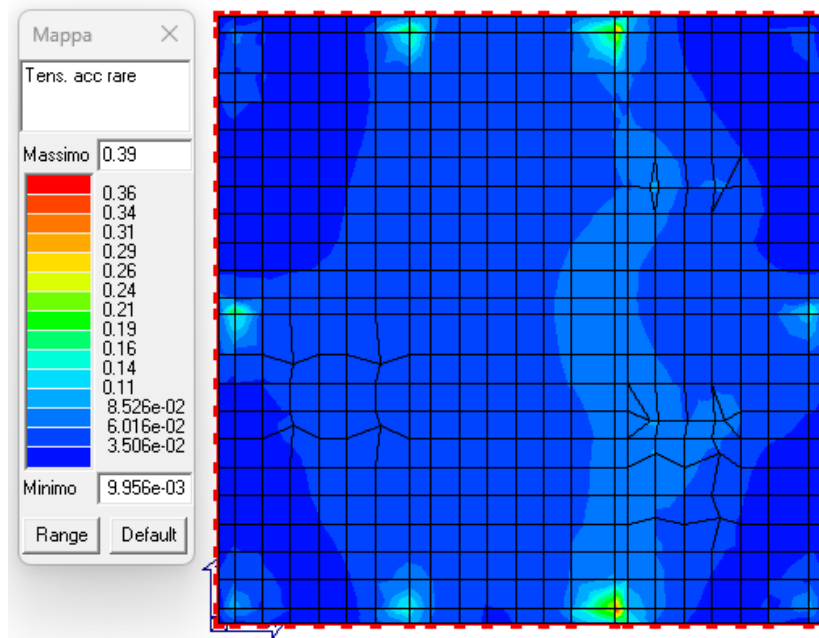 Mappa
Tens. acc rare
Massimo 0.39
0.36
0.34
0.31
0.29
0.26
0.24
0.21
0.19
0.16
0.14
0.11
8.526e-02
6.016e-02
3.506e-02
Minimo 9.956e-03
Range Default